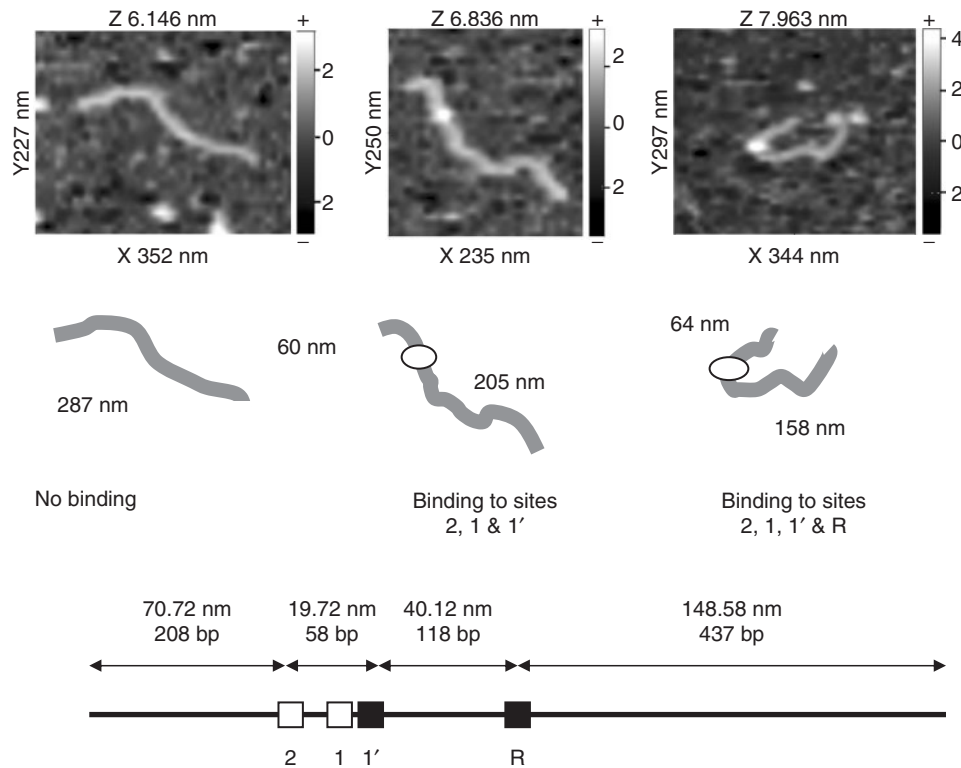 Z 6.146 nm
+
2
0
2
−
Y227 nm
X 352 nm
Z 6.836 nm
+
2
0
2
−
Y250 nm
X 235 nm
Z 7.963 nm
+
4
2
0
2
−
Y297 nm
X 344 nm
287 nm
60 nm
205 nm
64 nm
158 nm
No binding
Binding to sites
2, 1 & 1′
Binding to sites
2, 1, 1′ & R
70.72 nm
208 bp
19.72 nm
58 bp
40.12 nm
118 bp
148.58 nm
437 bp
2
1
1′
R